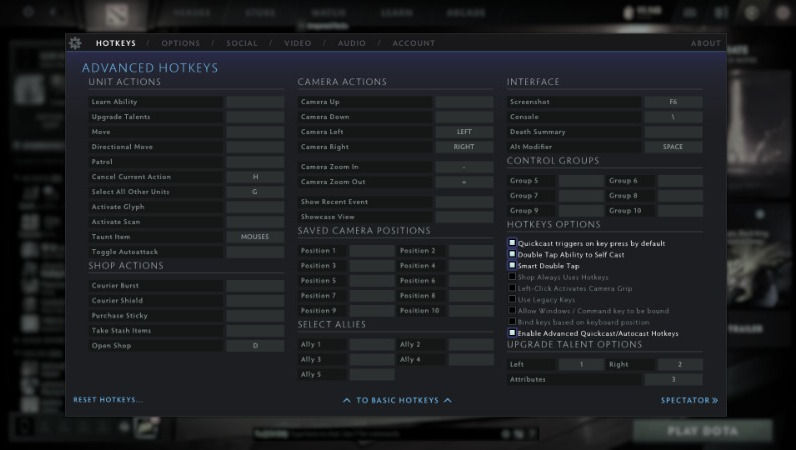 HEROES STORE WATCH LEARN ARCADE
HOTKEYS / OPTIONS / SOCIAL / VIDEO / AUDIO / ACCOUNT ABOUT
ADVANCED HOTKEYS
UNIT ACTIONS
Learn Ability
Upgrade Talents
Move
Directional Move
Patrol
Cancel Current Action H
Select All Other Units G
Activate Glyph
Activate Scan
Taunt Item MOUSE5
Toggle Autoattack
SHOP ACTIONS
Courier Burst
Courier Shield
Purchase Sticky
Take Stash Items
Open Shop D
CAMERA ACTIONS
Camera Up
Camera Down
Camera Left LEFT
Camera Right RIGHT
Camera Zoom In -
Camera Zoom Out =
Show Recent Event
Showcase View
SAVED CAMERA POSITIONS
Position 1 Position 2
Position 3 Position 4
Position 5 Position 6
Position 7 Position 8
Position 9 Position 10
SELECT ALLIES
Ally 1 Ally 2
Ally 3 Ally 4
Ally 5
INTERFACE
Screenshot F6
Console \
Death Summary
Alt Modifier SPACE
CONTROL GROUPS
Group 5 Group 6
Group 7 Group 8
Group 9 Group 10
HOTKEYS OPTIONS
Quickcast triggers on key press by default
Double Tap Ability to Self Cast
Smart Double Tap
Shop Always Uses Hotkeys
Left-Click Activates Camera Grip
Use Legacy Keys
Allow Windows / Command key to be bound
Bind keys based on keyboard position
Enable Advanced Quickcast/Autocast Hotkeys
UPGRADE TALENT OPTIONS
Left 1 Right 2
Attributes 3
RESET HOTKEYS... TO BASIC HOTKEYS SPECTATOR
PLAY DOTA